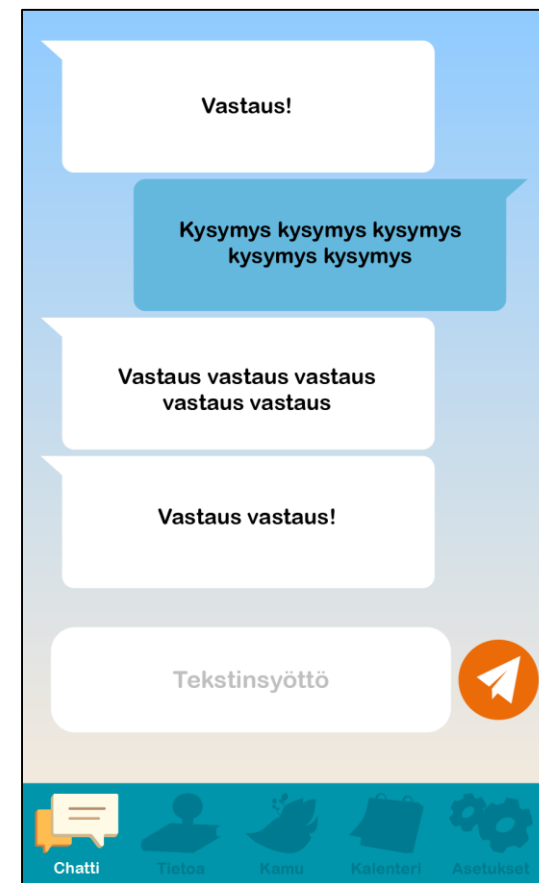 Vastaus!
Kysymys kysymys kysymys
kysymys kysymys
Vastaus vastaus vastaus
vastaus vastaus
Vastaus vastaus!
Tekstinsyöttö
Chatti Tietoa Kamu Kalenteri Asetukset